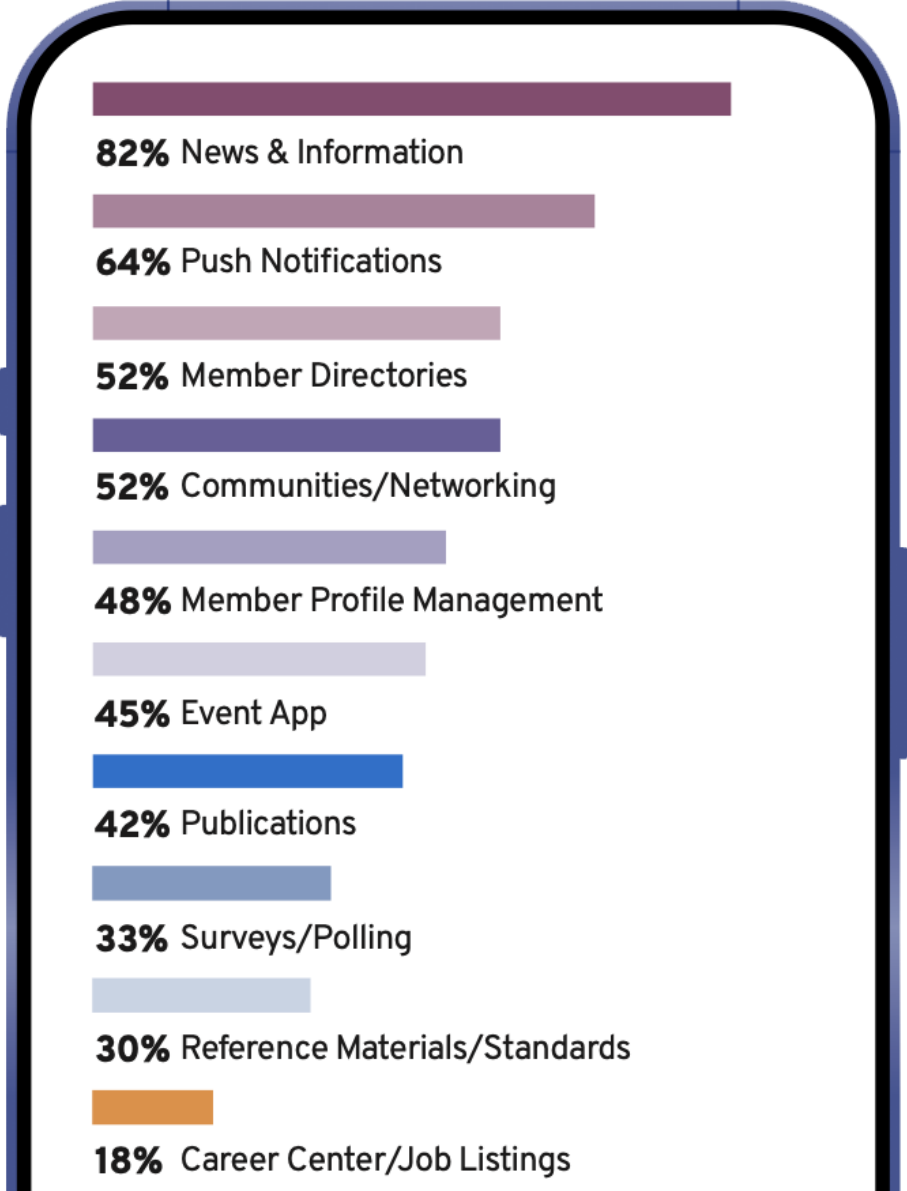 82% News & Information
64% Push Notifications
52% Member Directories
52% Communities/Networking
48% Member Profile Management
45% Event App
42% Publications
33% Surveys/Polling
30% Reference Materials/Standards
18% Career Center/Job Listings